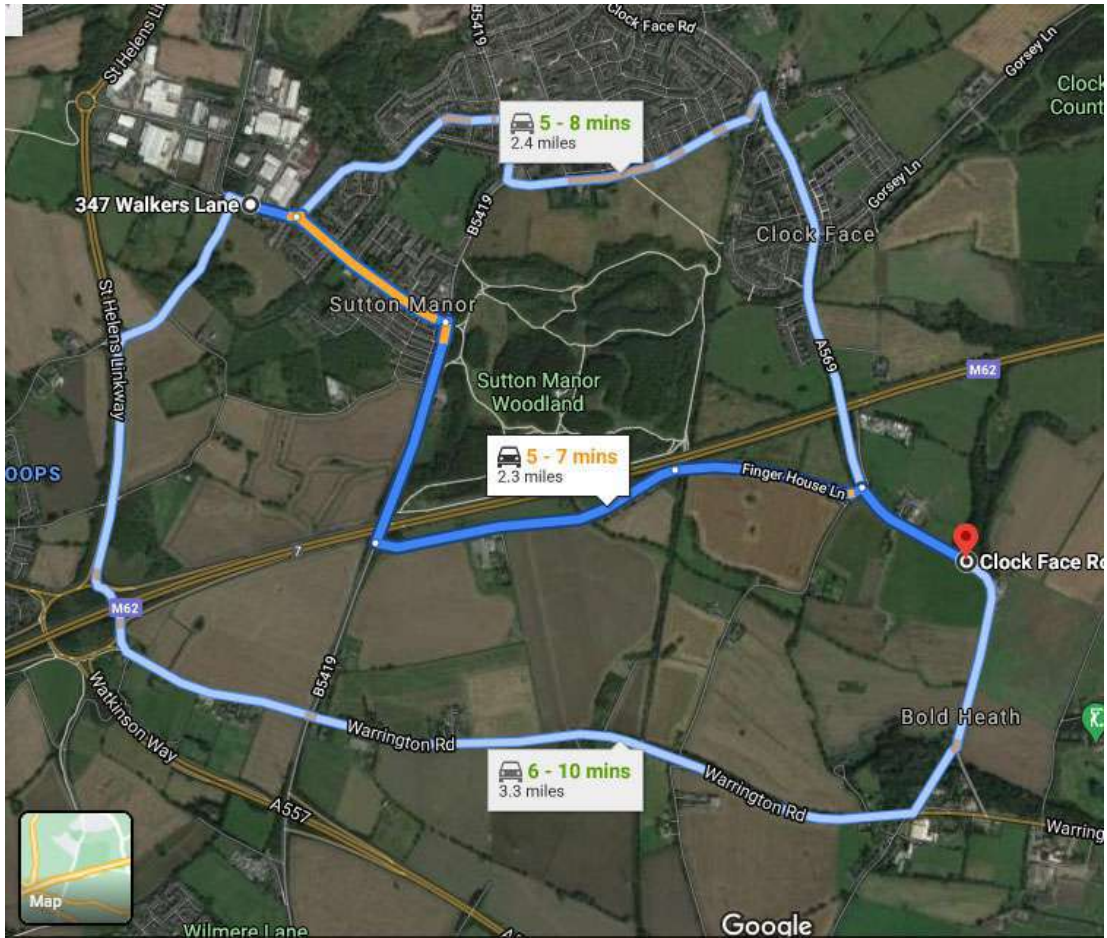 B5419
Clock Face Rd
St Helens Lin
Gorsey Ln
Clock
Count
5 - 8 mins
2.4 miles
347 Walkers Lane
B5419
Gorsey Ln
Clock Face
St Helens Linkway
Sutton Manor
A569
M62
Sutton Manor
Woodland
OOPS
5 - 7 mins
2.3 miles
Finger House Ln
7
Clock Face Ro
M62
B5419
Watkinson Way
Warrington Rd
Bold Heath
6 - 10 mins
3.3 miles
Warrington Rd
A557
Warring
Map
Google
Wilmere Lane